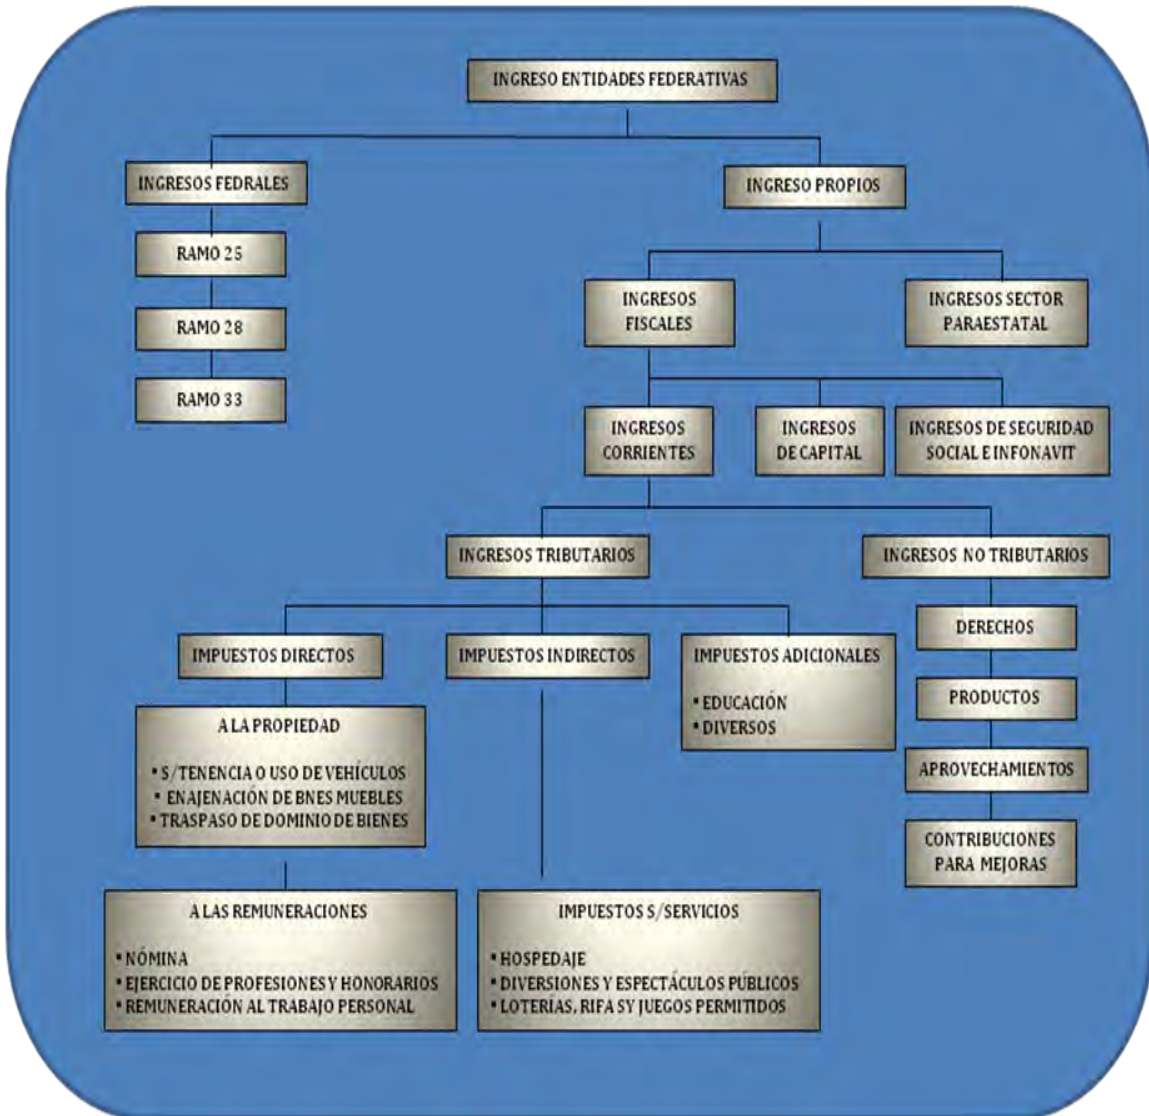 INGRESO ENTIDADES FEDERATIVAS
INGRESOS FEDRALES
INGRESO PROPIOS
RAMO 25
RAMO 28
RAMO 33
INGRESOS
FISCALES
INGRESOS SECTOR
PARAESTATAL
INGRESOS
CORRIENTES
INGRESOS
DE CAPITAL
INGRESOS DE SEGURIDAD
SOCIAL E INFONAVIT
INGRESOS TRIBUTARIOS
INGRESOS NO TRIBUTARIOS
IMPUESTOS DIRECTOS
IMPUESTOS INDIRECTOS
IMPUESTOS ADICIONALES
▪ EDUCACIÓN
▪ DIVERSOS
DERECHOS
PRODUCTOS
APROVECHAMIENTOS
CONTRIBUCIONES
PARA MEJORAS
A LA PROPIEDAD
▪ S/TENENCIA O USO DE VEHÍCULOS
▪ ENAJENACIÓN DE BNES MUEBLES
▪ TRASPASO DE DOMINIO DE BIENES
A LAS REMUNERACIONES
▪ NÓMINA
▪ EJERCICIO DE PROFESIONES Y HONORARIOS
▪ REMUNERACIÓN AL TRABAJO PERSONAL
IMPUESTOS S/SERVICIOS
▪ HOSPEDAJE
▪ DIVERSIONES Y ESPECTÁCULOS PÚBLICOS
▪ LOTERÍAS, RIFA SY JUEGOS PERMITIDOS